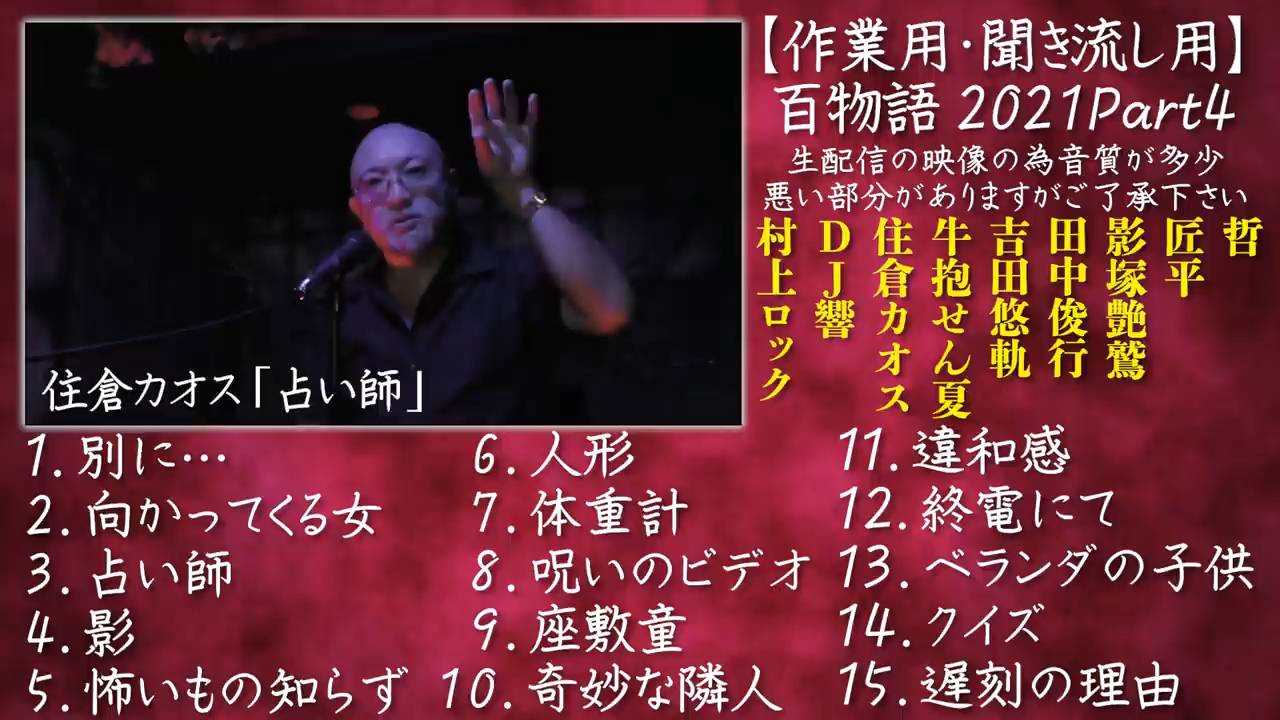 【作業用・聞き流し用】
百物語 2021Part4
生配信の映像の為音質が多少
悪い部分がありますがご了承下さい
哲
匠平
影塚艶鷲
田中俊行
吉田悠軌
牛抱せん夏
住倉カオス
DJ響
村上ロック
住倉カオス「占い師」
1. 別に…
2. 向かってくる女
3. 占い師
4. 影
5. 怖いもの知らず
6. 人形
7. 体重計
8. 呪いのビデオ
9. 座敷童
10. 奇妙な隣人
11. 違和感
12. 終電にて
13. ベランダの子供
14. クイズ
15. 遅刻の理由